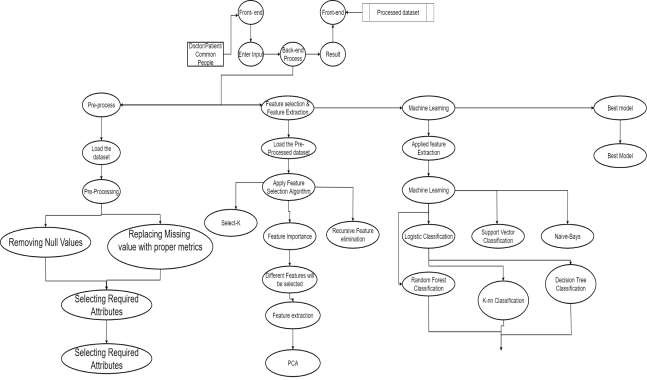 Front- end
Front-end
Processed dataset
Doctor/Patient/
Common
People
Enter Input
Back-end
Process
Result
Pre-process
Feature selection &
Feature Extraction
Machine Learning
Best model
Load the
dataset
Load the Pre-
Processed dataset
Applied feature
Extraction
Best Model
Pre-Processing
Apply Feature
Selection Algorithm
Machine Learning
Removing Null Values
Replacing Missing
value with proper metrics
Select-K
Feature importance
Recursive Feature
elimination
Logistic Classification
Support Vector
Classification
Naive-Bays
Selecting Required
Attributes
Different Features will
be selected
Random Forest
Classification
K-nn Classification
Decision Tree
Classification
Feature extraction
Selecting Required
Attributes
PCA